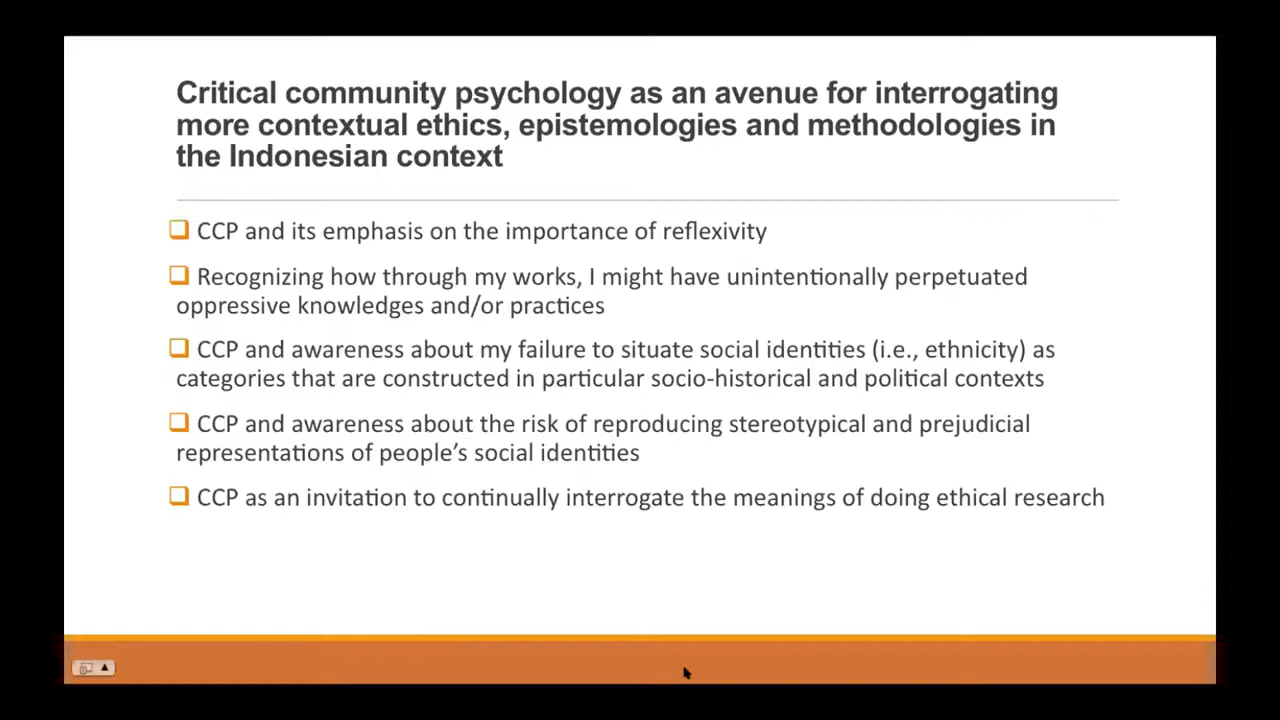 Critical community psychology as an avenue for interrogating
more contextual ethics, epistemologies and methodologies in
the Indonesian context
CCP and its emphasis on the importance of reflexivity
Recognizing how through my works, I might have unintentionally perpetuated
oppressive knowledges and/or practices
CCP and awareness about my failure to situate social identities (i.e., ethnicity) as
categories that are constructed in particular socio-historical and political contexts
CCP and awareness about the risk of reproducing stereotypical and prejudicial
representations of people’s social identities
CCP as an invitation to continually interrogate the meanings of doing ethical research